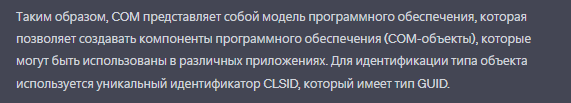 Таким образом, COM представляет собой модель программного обеспечения, которая
позволяет создавать компоненты программного обеспечения (COM-объекты), которые
могут быть использованы в различных приложениях. Для идентификации типа объекта
используется уникальный идентификатор CLSID, который имеет тип GUID.